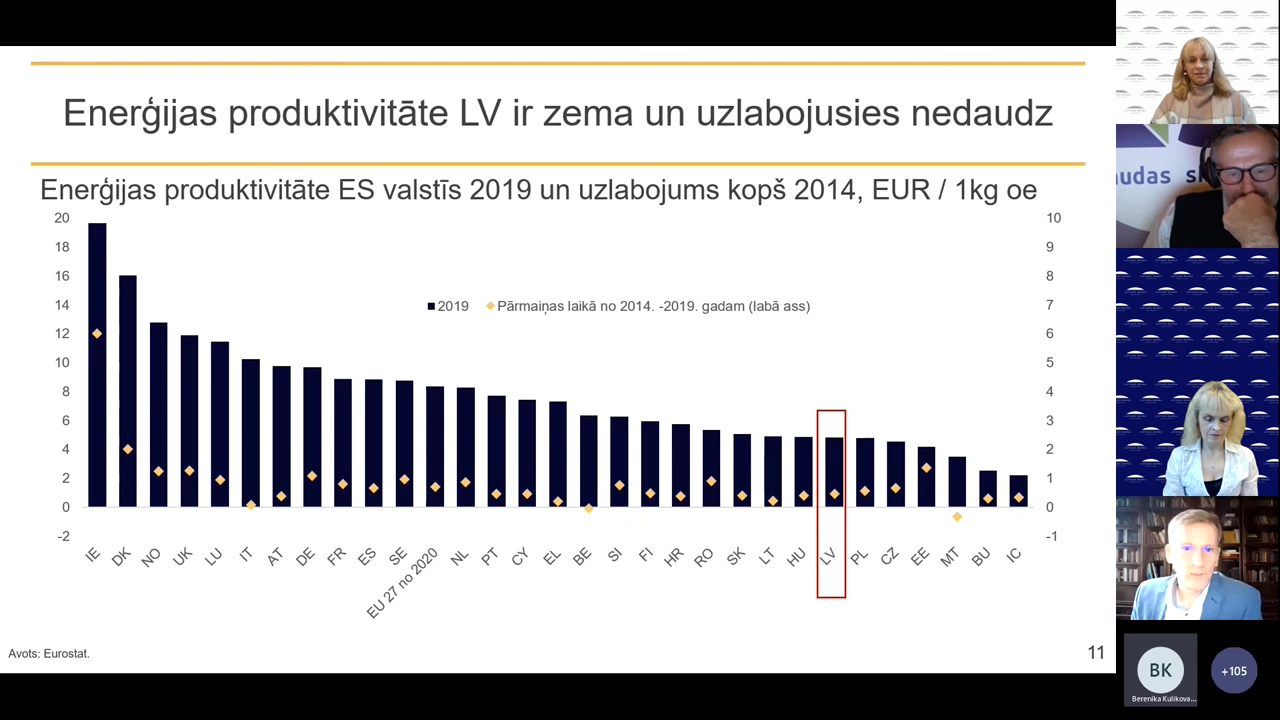 Enerģijas produktivitāte LV ir zema un uzlabojusies nedaudz
Enerģijas produktivitāte ES valstīs 2019 un uzlabojums kopš 2014, EUR / 1kg oe
20
18
16
14
12
10
8
6
4
2
0
-2
2019
Pārmaiņas laikā no 2014. -2019. gadam (labā ass)
10
9
8
7
6
5
4
3
2
1
0
-1
IE
DK
NO
UK
LU
IT
AT
DE
FR
ES
SE
EU 27 no 2020
NL
PT
CY
EL
BE
SI
FI
HR
RO
SK
LT
HU
LV
PL
CZ
EE
MT
BU
IC
Avots: Eurostat.
11
audas
BK
Berenika Kulikova...
+105